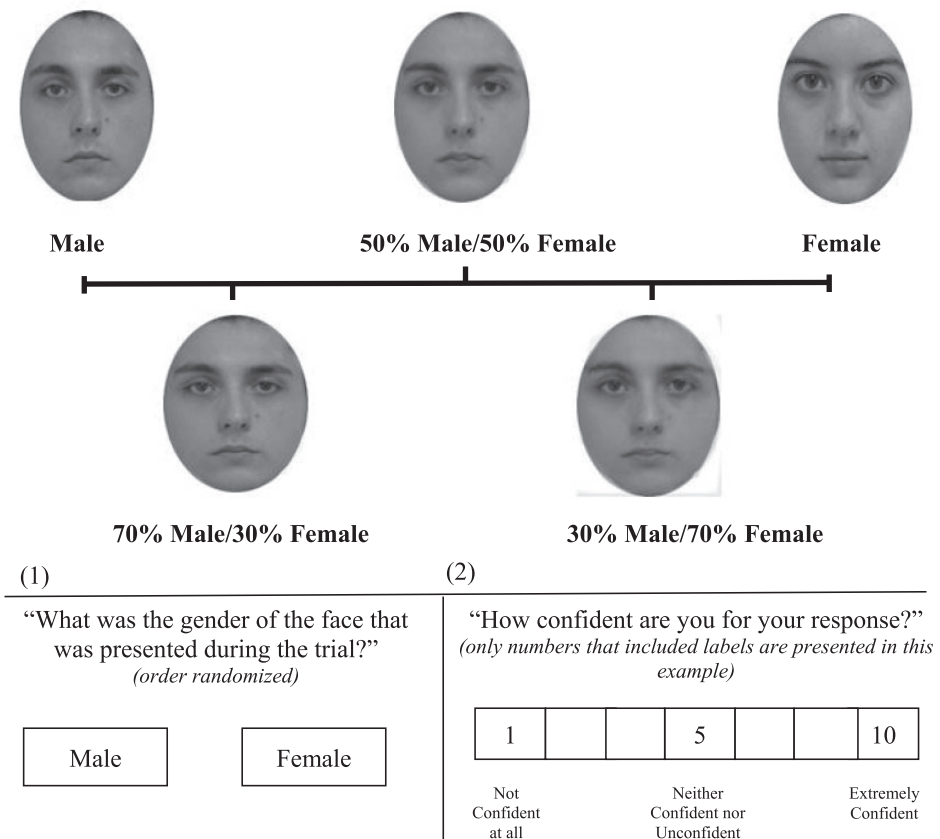 Male
50% Male/50% Female
Female
70% Male/30% Female
30% Male/70% Female
(1)
“What was the gender of the face that
was presented during the trial?”
(order randomized)
Male
Female
(2)
“How confident are you for your response?”
(only numbers that included labels are presented in this
example)
1
5
10
Not
Confident
at all
Neither
Confident nor
Unconfident
Extremely
Confident